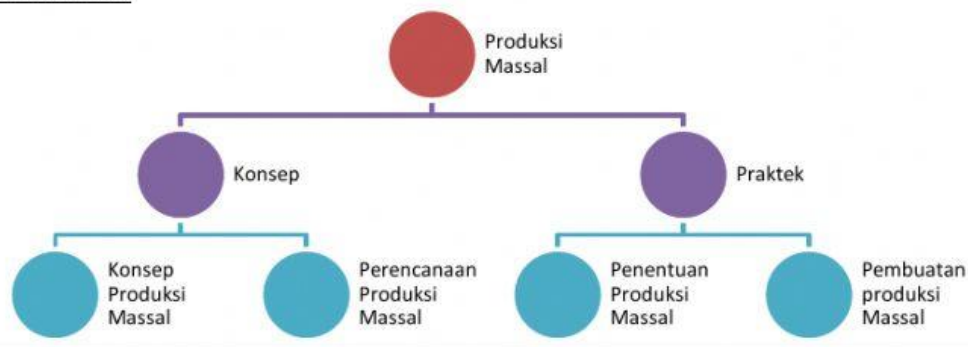 Produksi
Massal
Konsep
Praktek
Konsep
Produksi
Massal
Perencanaan
Produksi
Massal
Penentuan
Produksi
Massal
Pembuatan
produksi
Massal